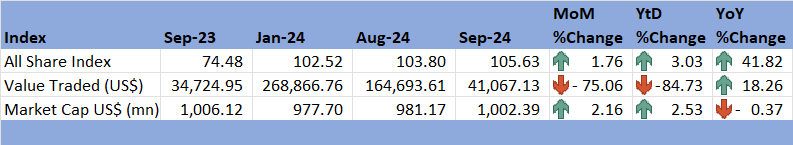 MoM YtD YoY
Index Sep-23 Jan-24 Aug-24 Sep-24 %Change %Change %Change
All Share Index 74.48 102.52 103.80 105.63 1.76 3.03 41.82
Value Traded (US$) 34,724.95 268,866.76 164,693.61 41,067.13 - 75.06 -84.73 18.26
Market Cap US$ (mn) 1,006.12 977.70 981.17 1,002.39 2.16 2.53 - 0.37